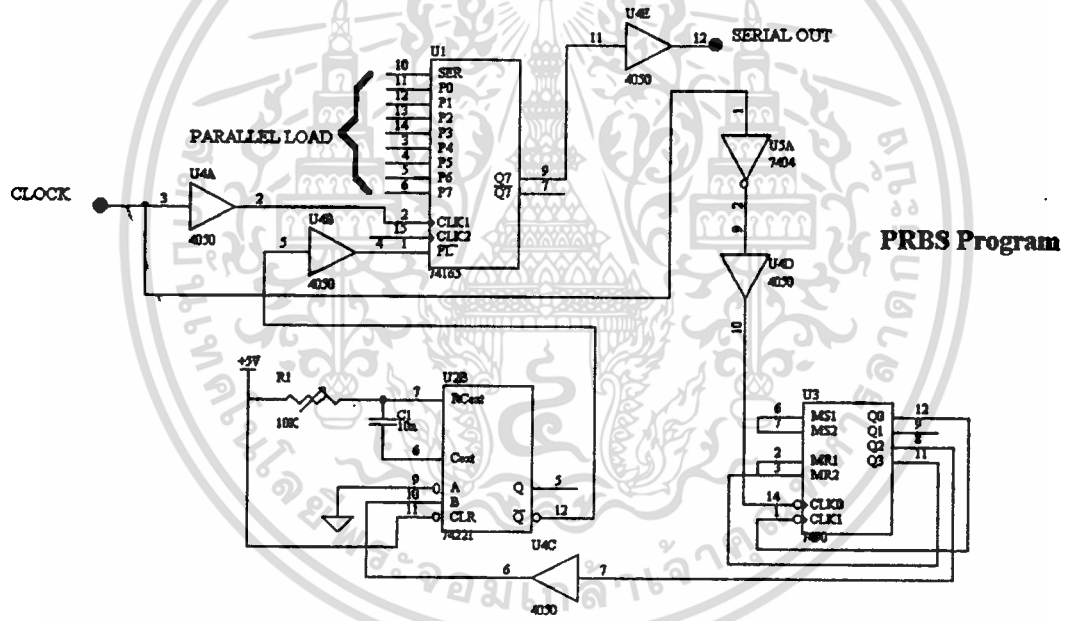 U4E
11
12
SERIAL OUT
4050
U1
10 SER
11 P0
12 P1
13 P2
14 P3
3 P4
4 P5
5 P6
6 P7
Q7 9
Q7 7
2 CLK1
15 CLK2
1 PL
74165
PARALLEL LOAD
CLOCK
U4A
3
2
4050
U4B
5
4
4050
1
U5A
7404
2
9
U4D
4050
10
PRBS Program
+5V
R1
10K
C1
10n
U2B
7 RCext
6 Cext
9 A
10 B
11 CLR
Q 5
Q 12
74221
U4C
6
7
4050
U3
6 MS1
7 MS2
2 MR1
3 MR2
14 CLK0
1 CLK1
Q0 12
Q1 9
Q2 8
Q3 11
7490